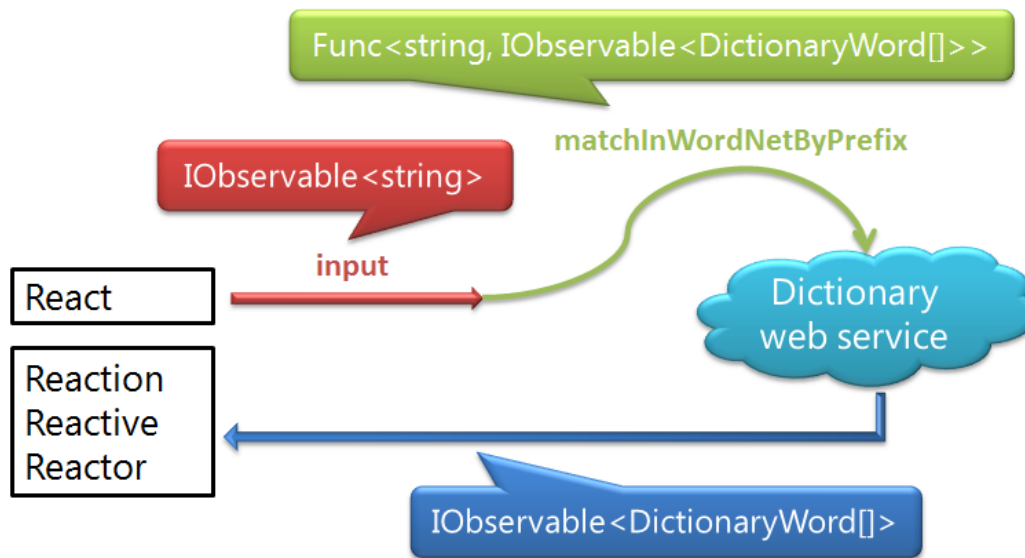 Func<string, IObservable<DictionaryWord[]>>
matchInWordNetByPrefix
IObservable<string>
input
React
Dictionary
web service
Reaction
Reactive
Reactor
IObservable<DictionaryWord[]>